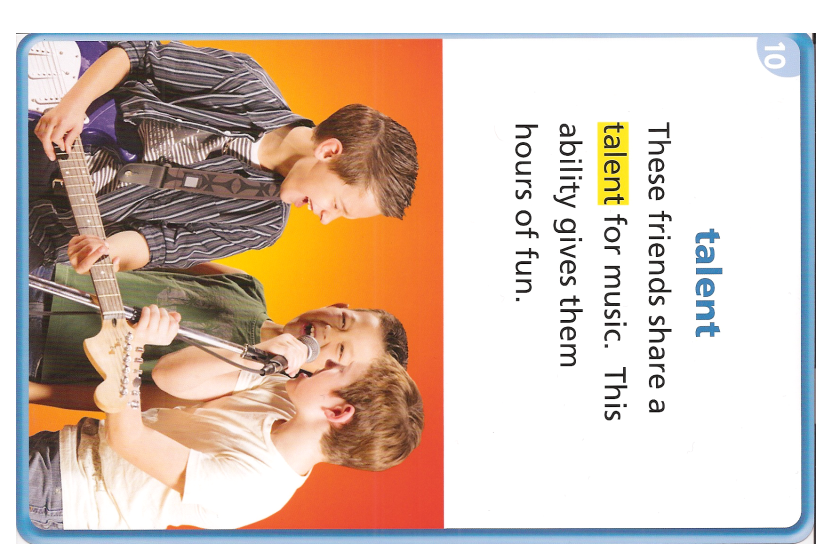 10
talent
These friends share a
talent for music. This
ability gives them
hours of fun.